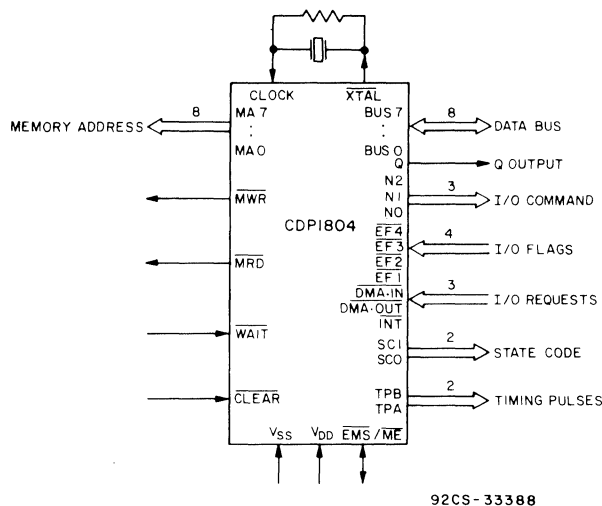 CLOCK XTAL
MEMORY ADDRESS 8 MA 7 BUS 7 8 DATA BUS
MA 0 BUS 0
Q Q OUTPUT
N2
MWR N1 3 I/O COMMAND
N0
CDP1804
EF4 4
EF3 I/O FLAGS
MRD EF2
EF1
DMA-IN 3 I/O REQUESTS
DMA-OUT
WAIT INT
SC1 2 STATE CODE
SC0
CLEAR TPB 2 TIMING PULSES
TPA
VSS VDD EMS/ME
92CS-33388